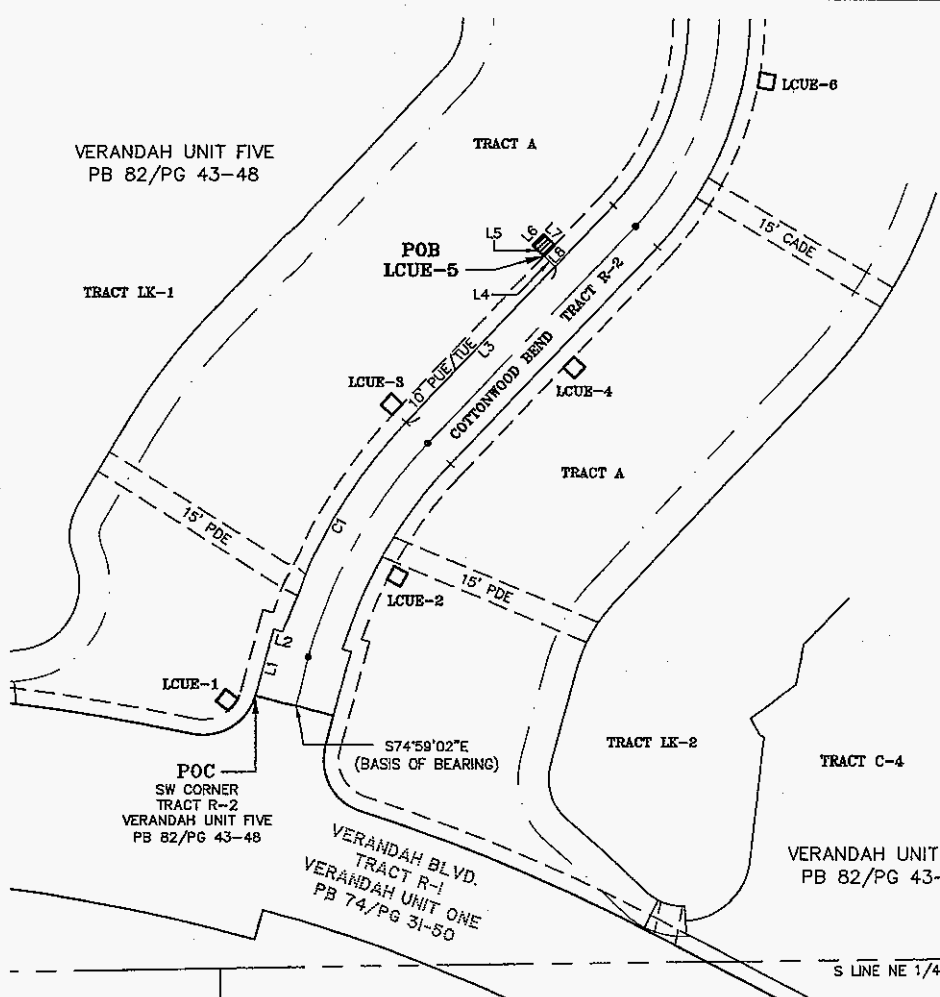 LCUE-6
TRACT A
VERANDAH UNIT FIVE
PB 82/PG 43-48
15' CADE
L6
L7
L5
POB
LCUE-5
L8
L4
TRACT LK-1
TRACT R-2
L3
COTTONWOOD BEND
LCUE-3
10' PUE/TUE
LCUE-4
TRACT A
15' PDE
C1
15' PDE
LCUE-2
L2
L1
LCUE-1
S74°59'02"E
(BASIS OF BEARING)
TRACT LK-2
TRACT C-4
POC
SW CORNER
TRACT R-2
VERANDAH UNIT FIVE
PB 82/PG 43-48
VERANDAH BLVD.
TRACT R-1
VERANDAH UNIT ONE
PB 74/PG 31-50
VERANDAH UNIT
PB 82/PG 43-
S LINE NE 1/4